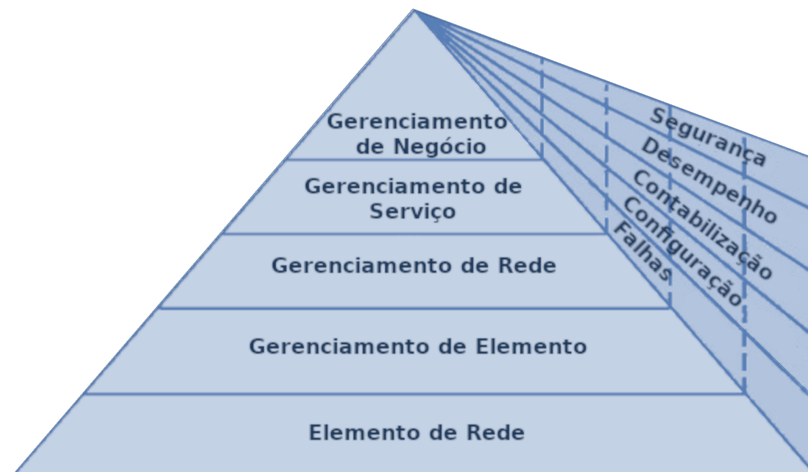 Gerenciamento
de Negócio
Gerenciamento de
Serviço
Gerenciamento de Rede
Gerenciamento de Elemento
Elemento de Rede
Segurança
Desempenho
Contabilização
Configuração
Falhas